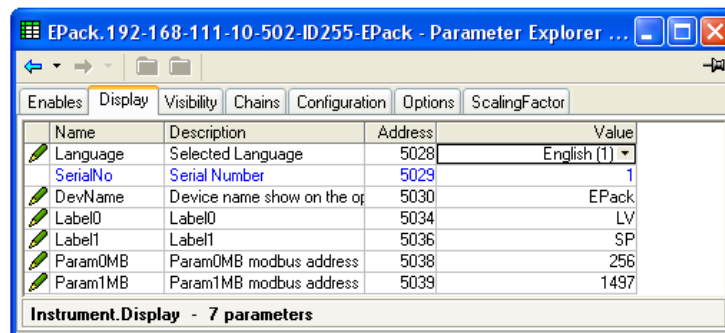 EPack.192-168-111-10-502-ID255-EPack - Parameter Explorer ...
Enables Display Visibility Chains Configuration Options ScalingFactor
Name Description Address Value
Language Selected Language 5028 English (1)
SerialNo Serial Number 5029 1
DevName Device name show on the op 5030 EPack
Label0 Label0 5034 LV
Label1 Label1 5036 SP
Param0MB Param0MB modbus address 5038 256
Param1MB Param1MB modbus address 5039 1497
Instrument.Display - 7 parameters